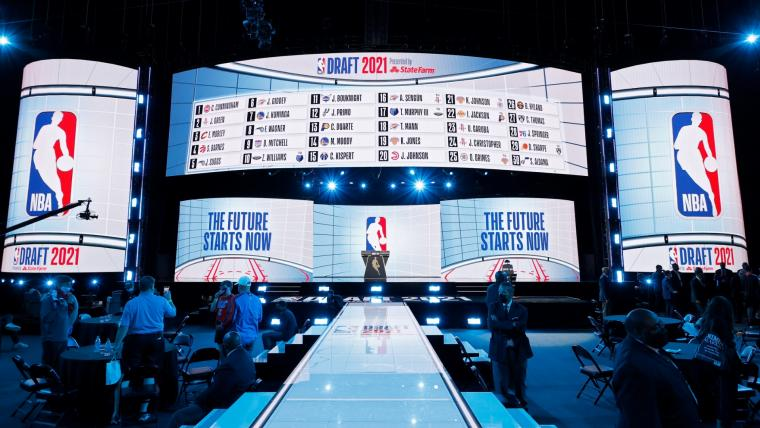 NBA DRAFT 2021 Presented by State Farm
1 C. CUNNINGHAM
2 J. GREEN
3 E. MOBLEY
4 S. BARNES
5 J. SUGGS
6 J. GIDDEY
7 J. KUMINGA
8 F. WAGNER
9 D. MITCHELL
10 Z. WILLIAMS
11 J. BOUKNIGHT
12 J. PRIMO
13 C. DUARTE
14 M. MOODY
15 C. KISPERT
16 A. SENGUN
17 T. MURPHY III
18 T. MANN
19 K. JONES
20 J. JOHNSON
21 K. JOHNSON
22 I. JACKSON
23 U. GARUBA
24 J. CHRISTOPHER
25 Q. GRIMES
26 B. HYLAND
27 C. THOMAS
28 J. SPRINGER
29 D. SHARPE
30 S. ALDAMA
NBA
DRAFT 2021
State Farm
THE FUTURE
STARTS NOW
NBA
THE FUTURE
STARTS NOW
NBA
DRAFT 2021
State Farm